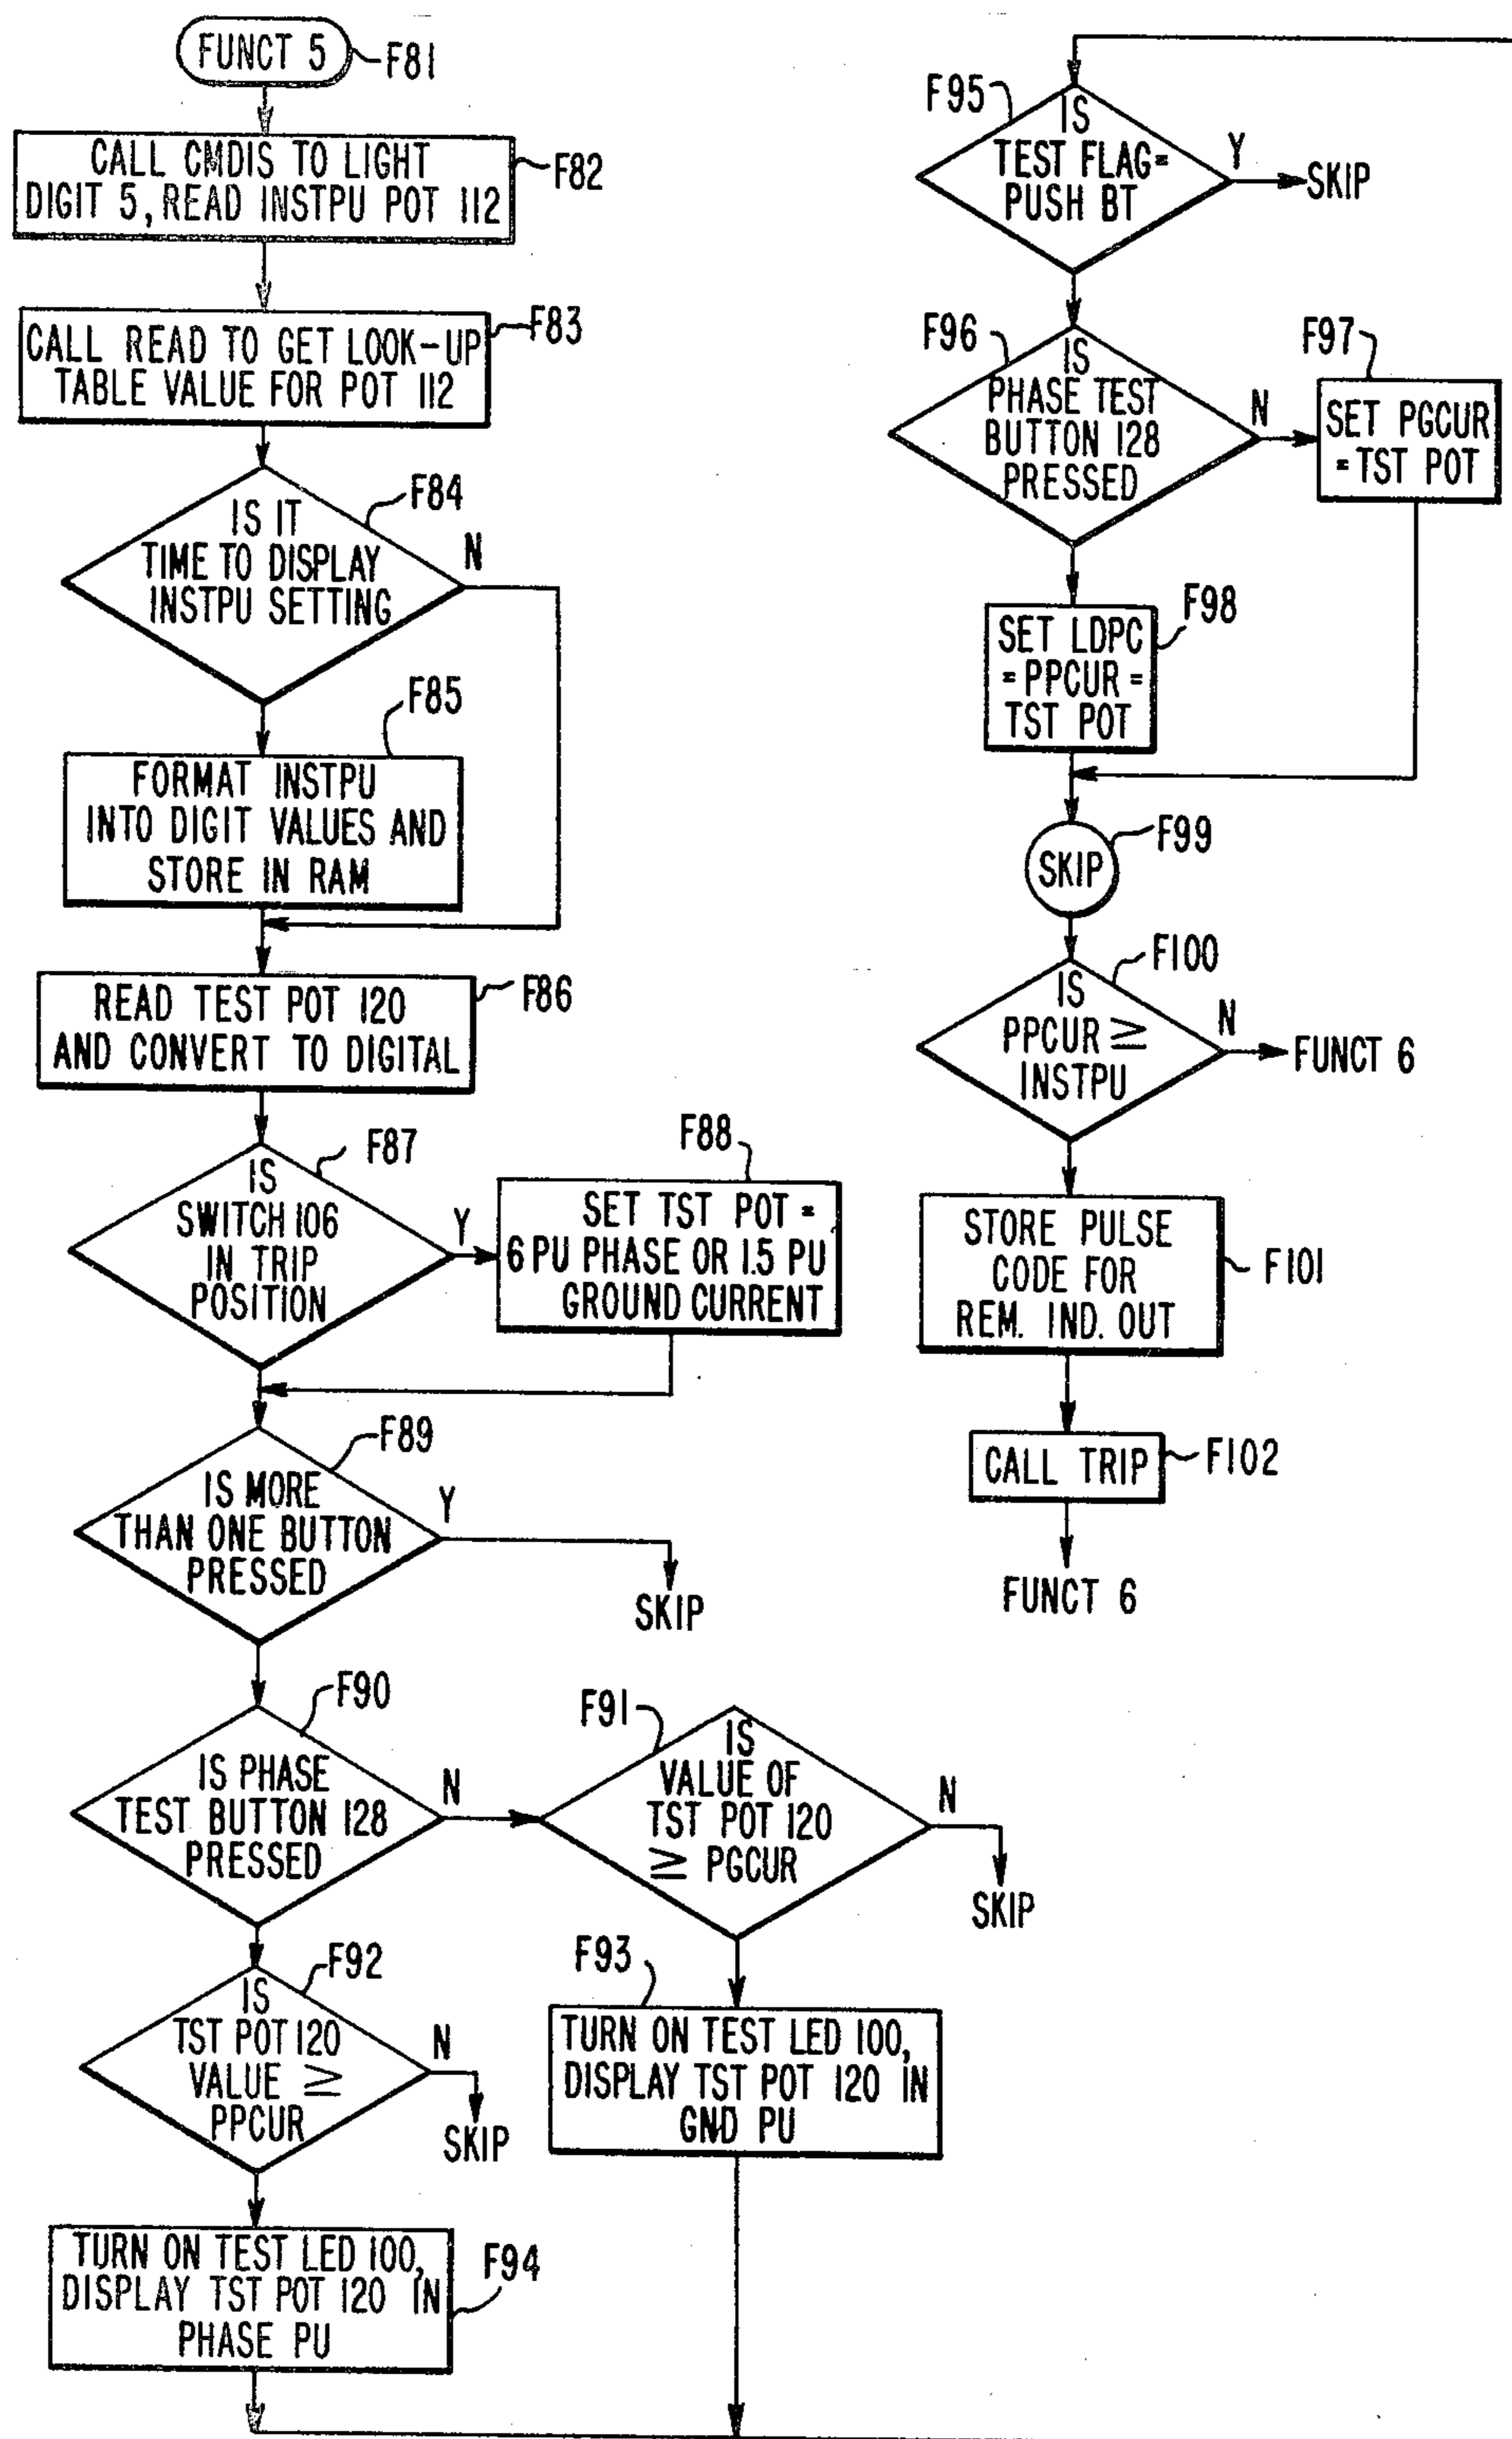 FUNCT 5
F81
CALL CMDIS TO LIGHT
DIGIT 5, READ INSTPU POT 112
F82
CALL READ TO GET LOOK-UP
TABLE VALUE FOR POT 112
F83
IS IT
TIME TO DISPLAY
INSTPU SETTING
F84
N
F85
FORMAT INSTPU
INTO DIGIT VALUES AND
STORE IN RAM
READ TEST POT 120
AND CONVERT TO DIGITAL
F86
IS
SWITCH 106
IN TRIP
POSITION
F87
Y
F88
SET TST POT =
6 PU PHASE OR 1.5 PU
GROUND CURRENT
F89
IS MORE
THAN ONE BUTTON
PRESSED
Y
SKIP
F90
IS PHASE
TEST BUTTON 128
PRESSED
N
F91
IS
VALUE OF
TST POT 120
≥ PGCUR
N
SKIP
F92
IS
TST POT 120
VALUE ≥
PPCUR
N
SKIP
F93
TURN ON TEST LED 100,
DISPLAY TST POT 120 IN
GND PU
TURN ON TEST LED 100,
DISPLAY TST POT 120 IN
PHASE PU
F94
F95
IS
TEST FLAG=
PUSH BT
Y
SKIP
F96
IS
PHASE TEST
BUTTON 128
PRESSED
N
F97
SET PGCUR
= TST POT
SET LDPC
= PPCUR =
TST POT
F98
SKIP
F99
F100
IS
PPCUR ≥
INSTPU
N
FUNCT 6
STORE PULSE
CODE FOR
REM. IND. OUT
F101
CALL TRIP
F102
FUNCT 6